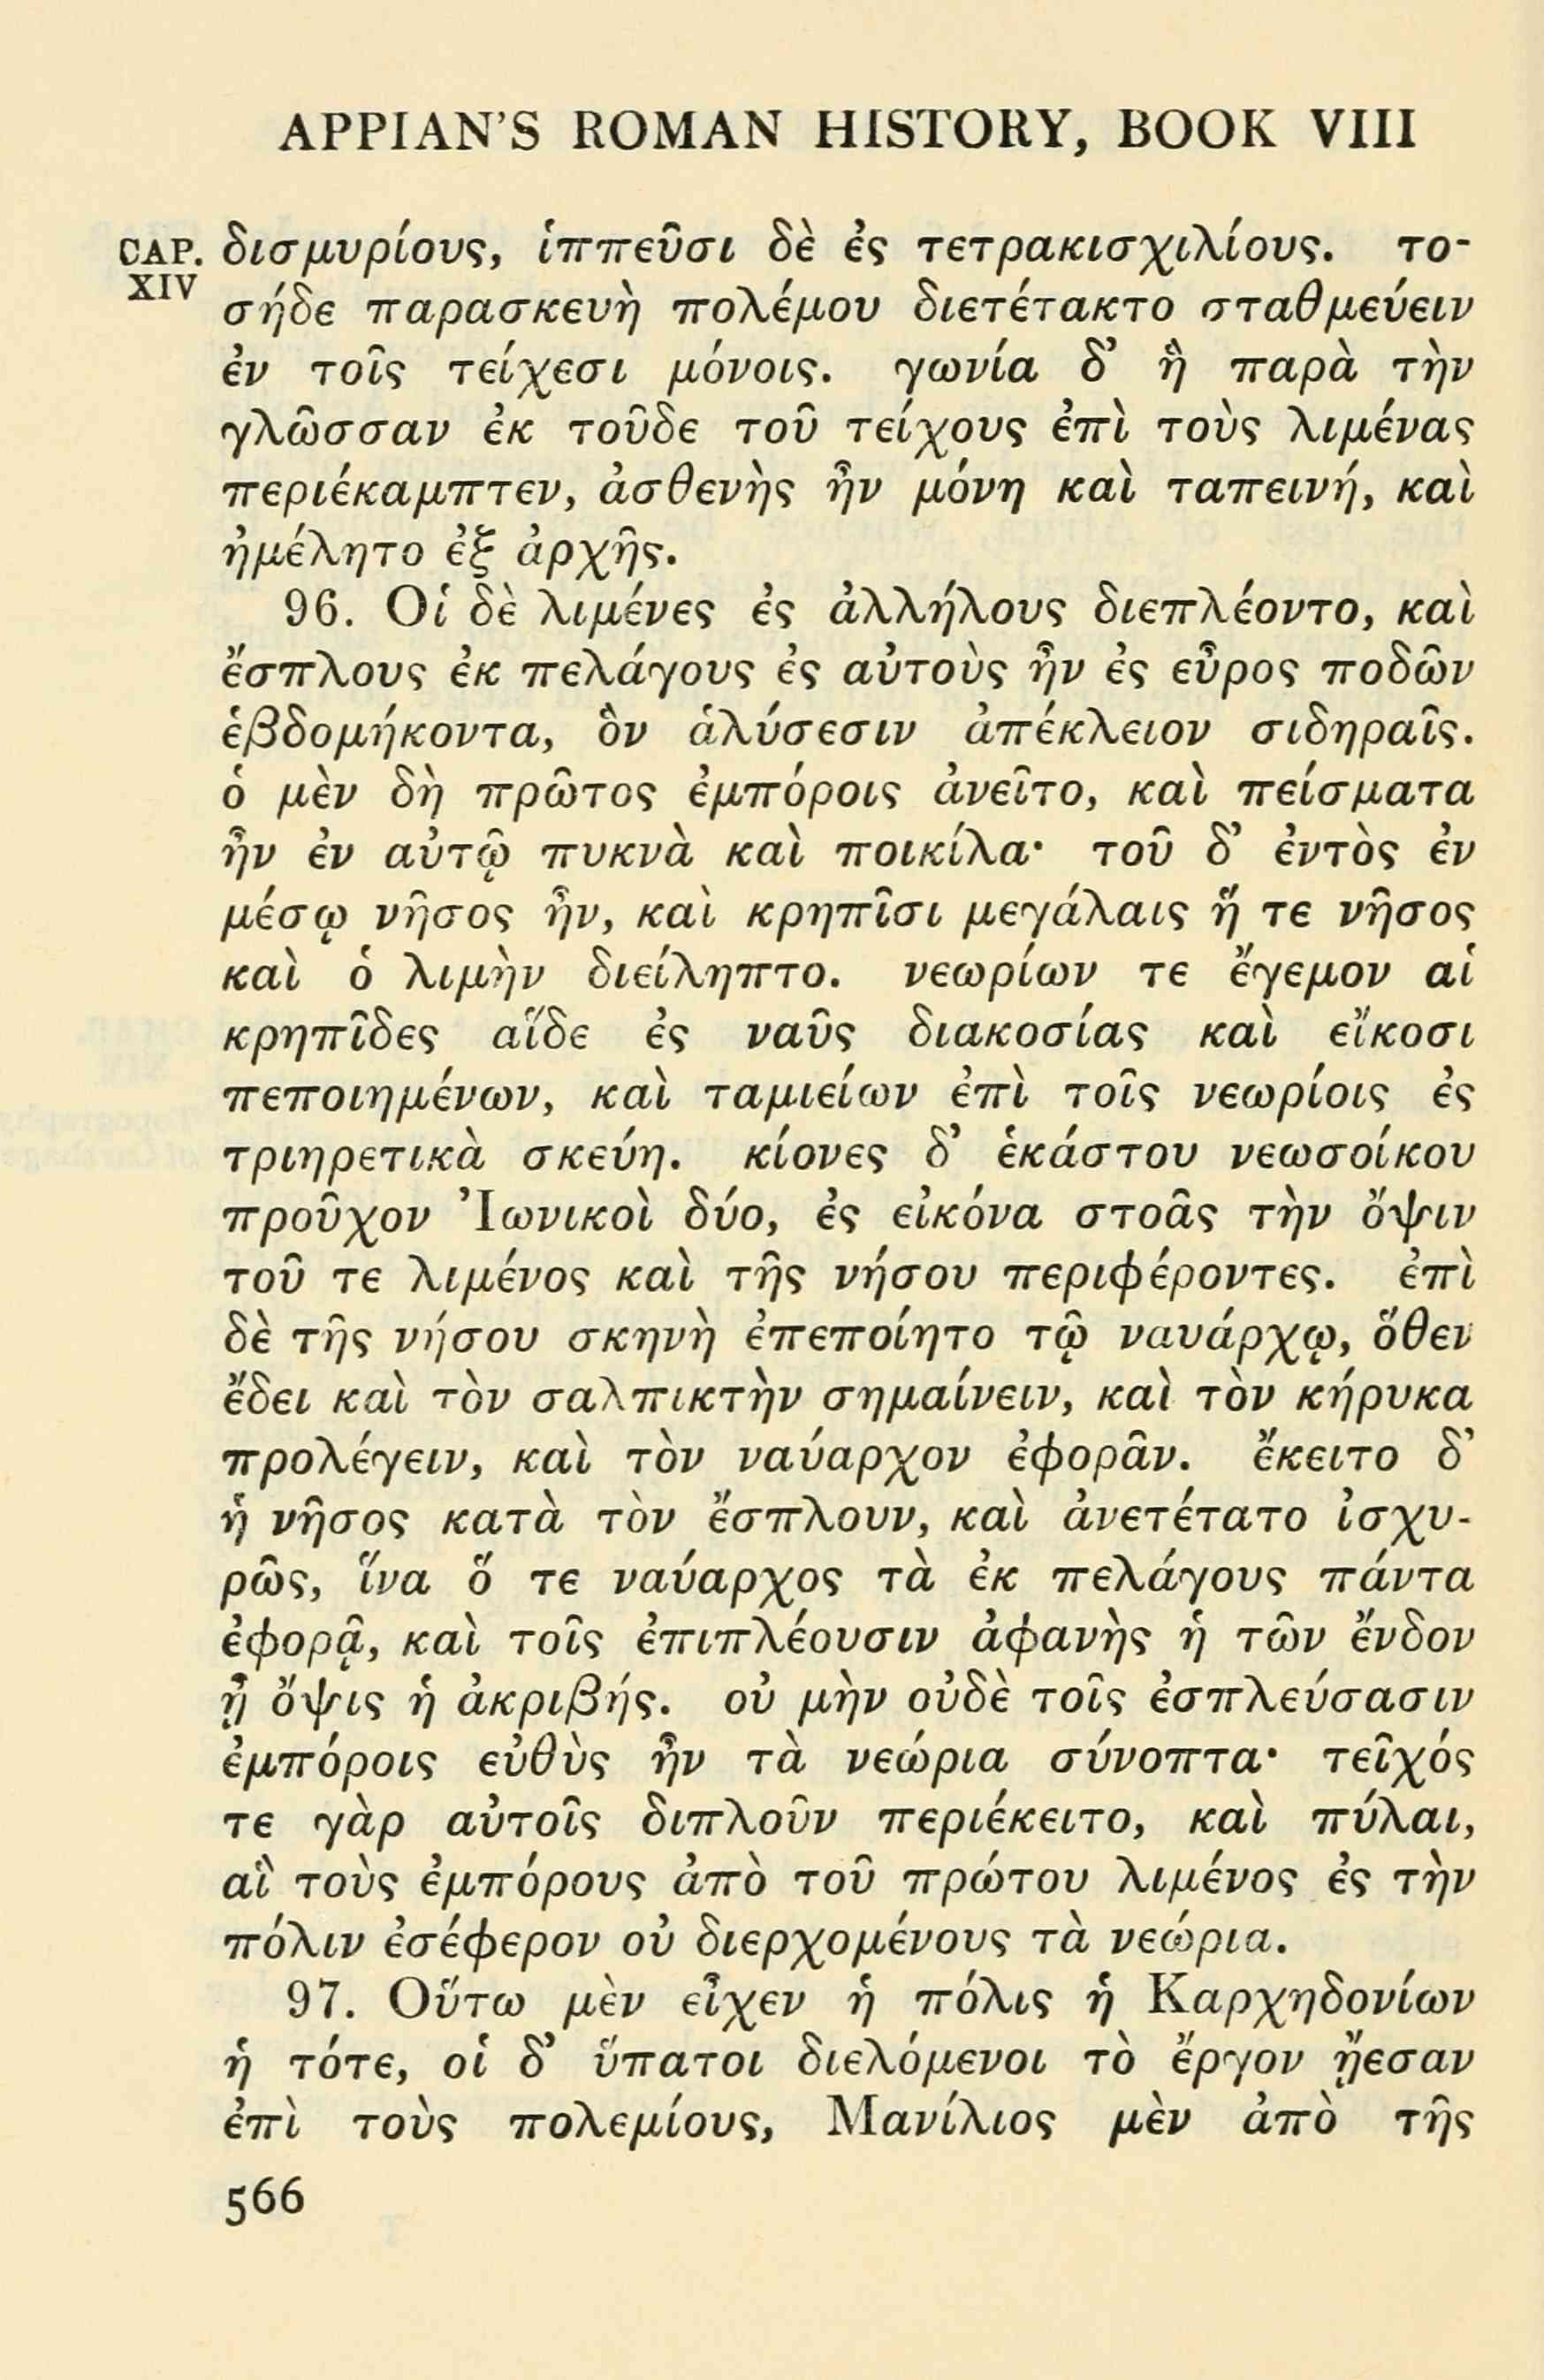 APPIAN'S ROMAN HISTORY, BOOK VIII
CAP. XIV
δισμυρίους, ἱππεῦσι δὲ ἐς τετρακισχιλίους. το-
σήδε παρασκευὴ πολέμου διετέτακτο σταθμεύειν
ἐν τοῖς τείχεσι μόνοις. γωνία δ' ἣ παρὰ τὴν
γλῶσσαν ἐκ τοῦδε τοῦ τείχους ἐπὶ τοὺς λιμένας
περιέκαμπτεν, ἀσθενὴς ἦν μόνη καὶ ταπεινή, καὶ
ἠμέλητο ἐξ ἀρχῆς.
96. Οἱ δὲ λιμένες ἐς ἀλλήλους διεπλέοντο, καὶ
ἔσπλους ἐκ πελάγους ἐς αὐτοὺς ἦν ἐς εὖρος ποδῶν
ἑβδομήκοντα, ὃν ἁλύσεσιν ἀπέκλειον σιδηραῖς.
ὁ μὲν δὴ πρῶτος ἐμπόροις ἀνεῖτο, καὶ πείσματα
ἦν ἐν αὐτῷ πυκνὰ καὶ ποικίλα· τοῦ δ' ἐντὸς ἐν
μέσῳ νῆσος ἦν, καὶ κρηπῖσι μεγάλαις ἥ τε νῆσος
καὶ ὁ λιμὴν διείληπτο. νεωρίων τε ἔγεμον αἱ
κρηπῖδες αἵδε ἐς ναῦς διακοσίας καὶ εἴκοσι
πεποιημένων, καὶ ταμιείων ἐπὶ τοῖς νεωρίοις ἐς
τριηρετικὰ σκεύη. κίονες δ' ἑκάστου νεωσοίκου
προῦχον Ἰωνικοὶ δύο, ἐς εἰκόνα στοᾶς τὴν ὄψιν
τοῦ τε λιμένος καὶ τῆς νήσου περιφέροντες. ἐπὶ
δὲ τῆς νήσου σκηνὴ ἐπεποίητο τῷ ναυάρχῳ, ὅθεν
ἔδει καὶ τὸν σαλπικτὴν σημαίνειν, καὶ τὸν κήρυκα
προλέγειν, καὶ τὸν ναύαρχον ἐφορᾶν. ἔκειτο δ'
ἡ νῆσος κατὰ τὸν ἔσπλουν, καὶ ἀνετέτατο ἰσχυ-
ρῶς, ἵνα ὅ τε ναύαρχος τὰ ἐκ πελάγους πάντα
ἐφορᾷ, καὶ τοῖς ἐπιπλέουσιν ἀφανὴς ἡ τῶν ἔνδον
ᾖ ὄψις ἡ ἀκριβής. οὐ μὴν οὐδὲ τοῖς ἐσπλεύσασιν
ἐμπόροις εὐθὺς ἦν τὰ νεώρια σύνοπτα· τεῖχός
τε γὰρ αὐτοῖς διπλοῦν περιέκειτο, καὶ πύλαι,
αἳ τοὺς ἐμπόρους ἀπὸ τοῦ πρώτου λιμένος ἐς τὴν
πόλιν ἐσέφερον οὐ διερχομένους τὰ νεώρια.
97. Οὕτω μὲν εἶχεν ἡ πόλις ἡ Καρχηδονίων
ἡ τότε, οἱ δ' ὕπατοι διελόμενοι τὸ ἔργον ᾔεσαν
ἐπὶ τοὺς πολεμίους, Μανίλιος μὲν ἀπὸ τῆς
566